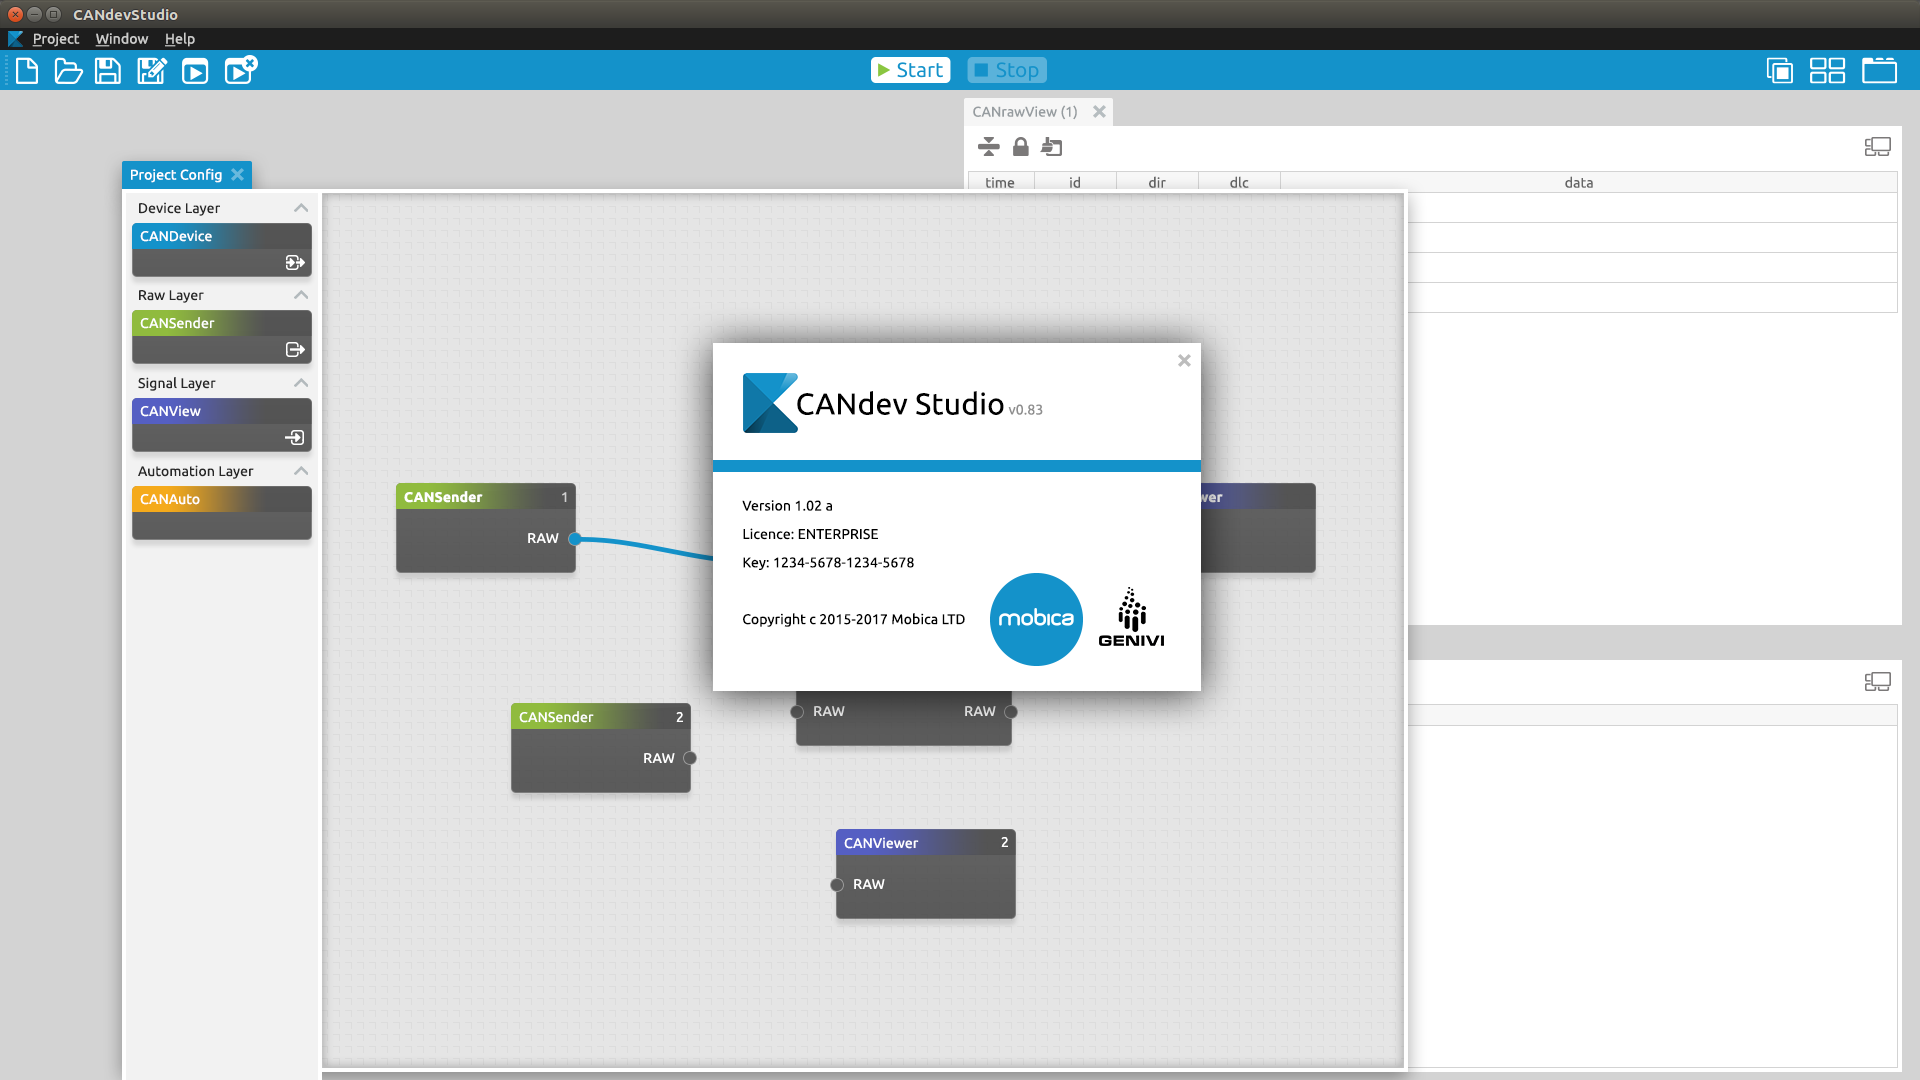 CANdevStudio
Project Window Help
Start Stop
CANrawView (1)
time id dir dlc data
Project Config
Device Layer
CANDevice
Raw Layer
CANSender
Signal Layer
CANView
Automation Layer
CANAuto
CANSender 1
RAW
wer
CANdev Studio v0.83
Version 1.02 a
Licence: ENTERPRISE
Key: 1234-5678-1234-5678
Copyright c 2015-2017 Mobica LTD
mobica
GENIVI
RAW RAW
CANSender 2
RAW
CANViewer 2
RAW